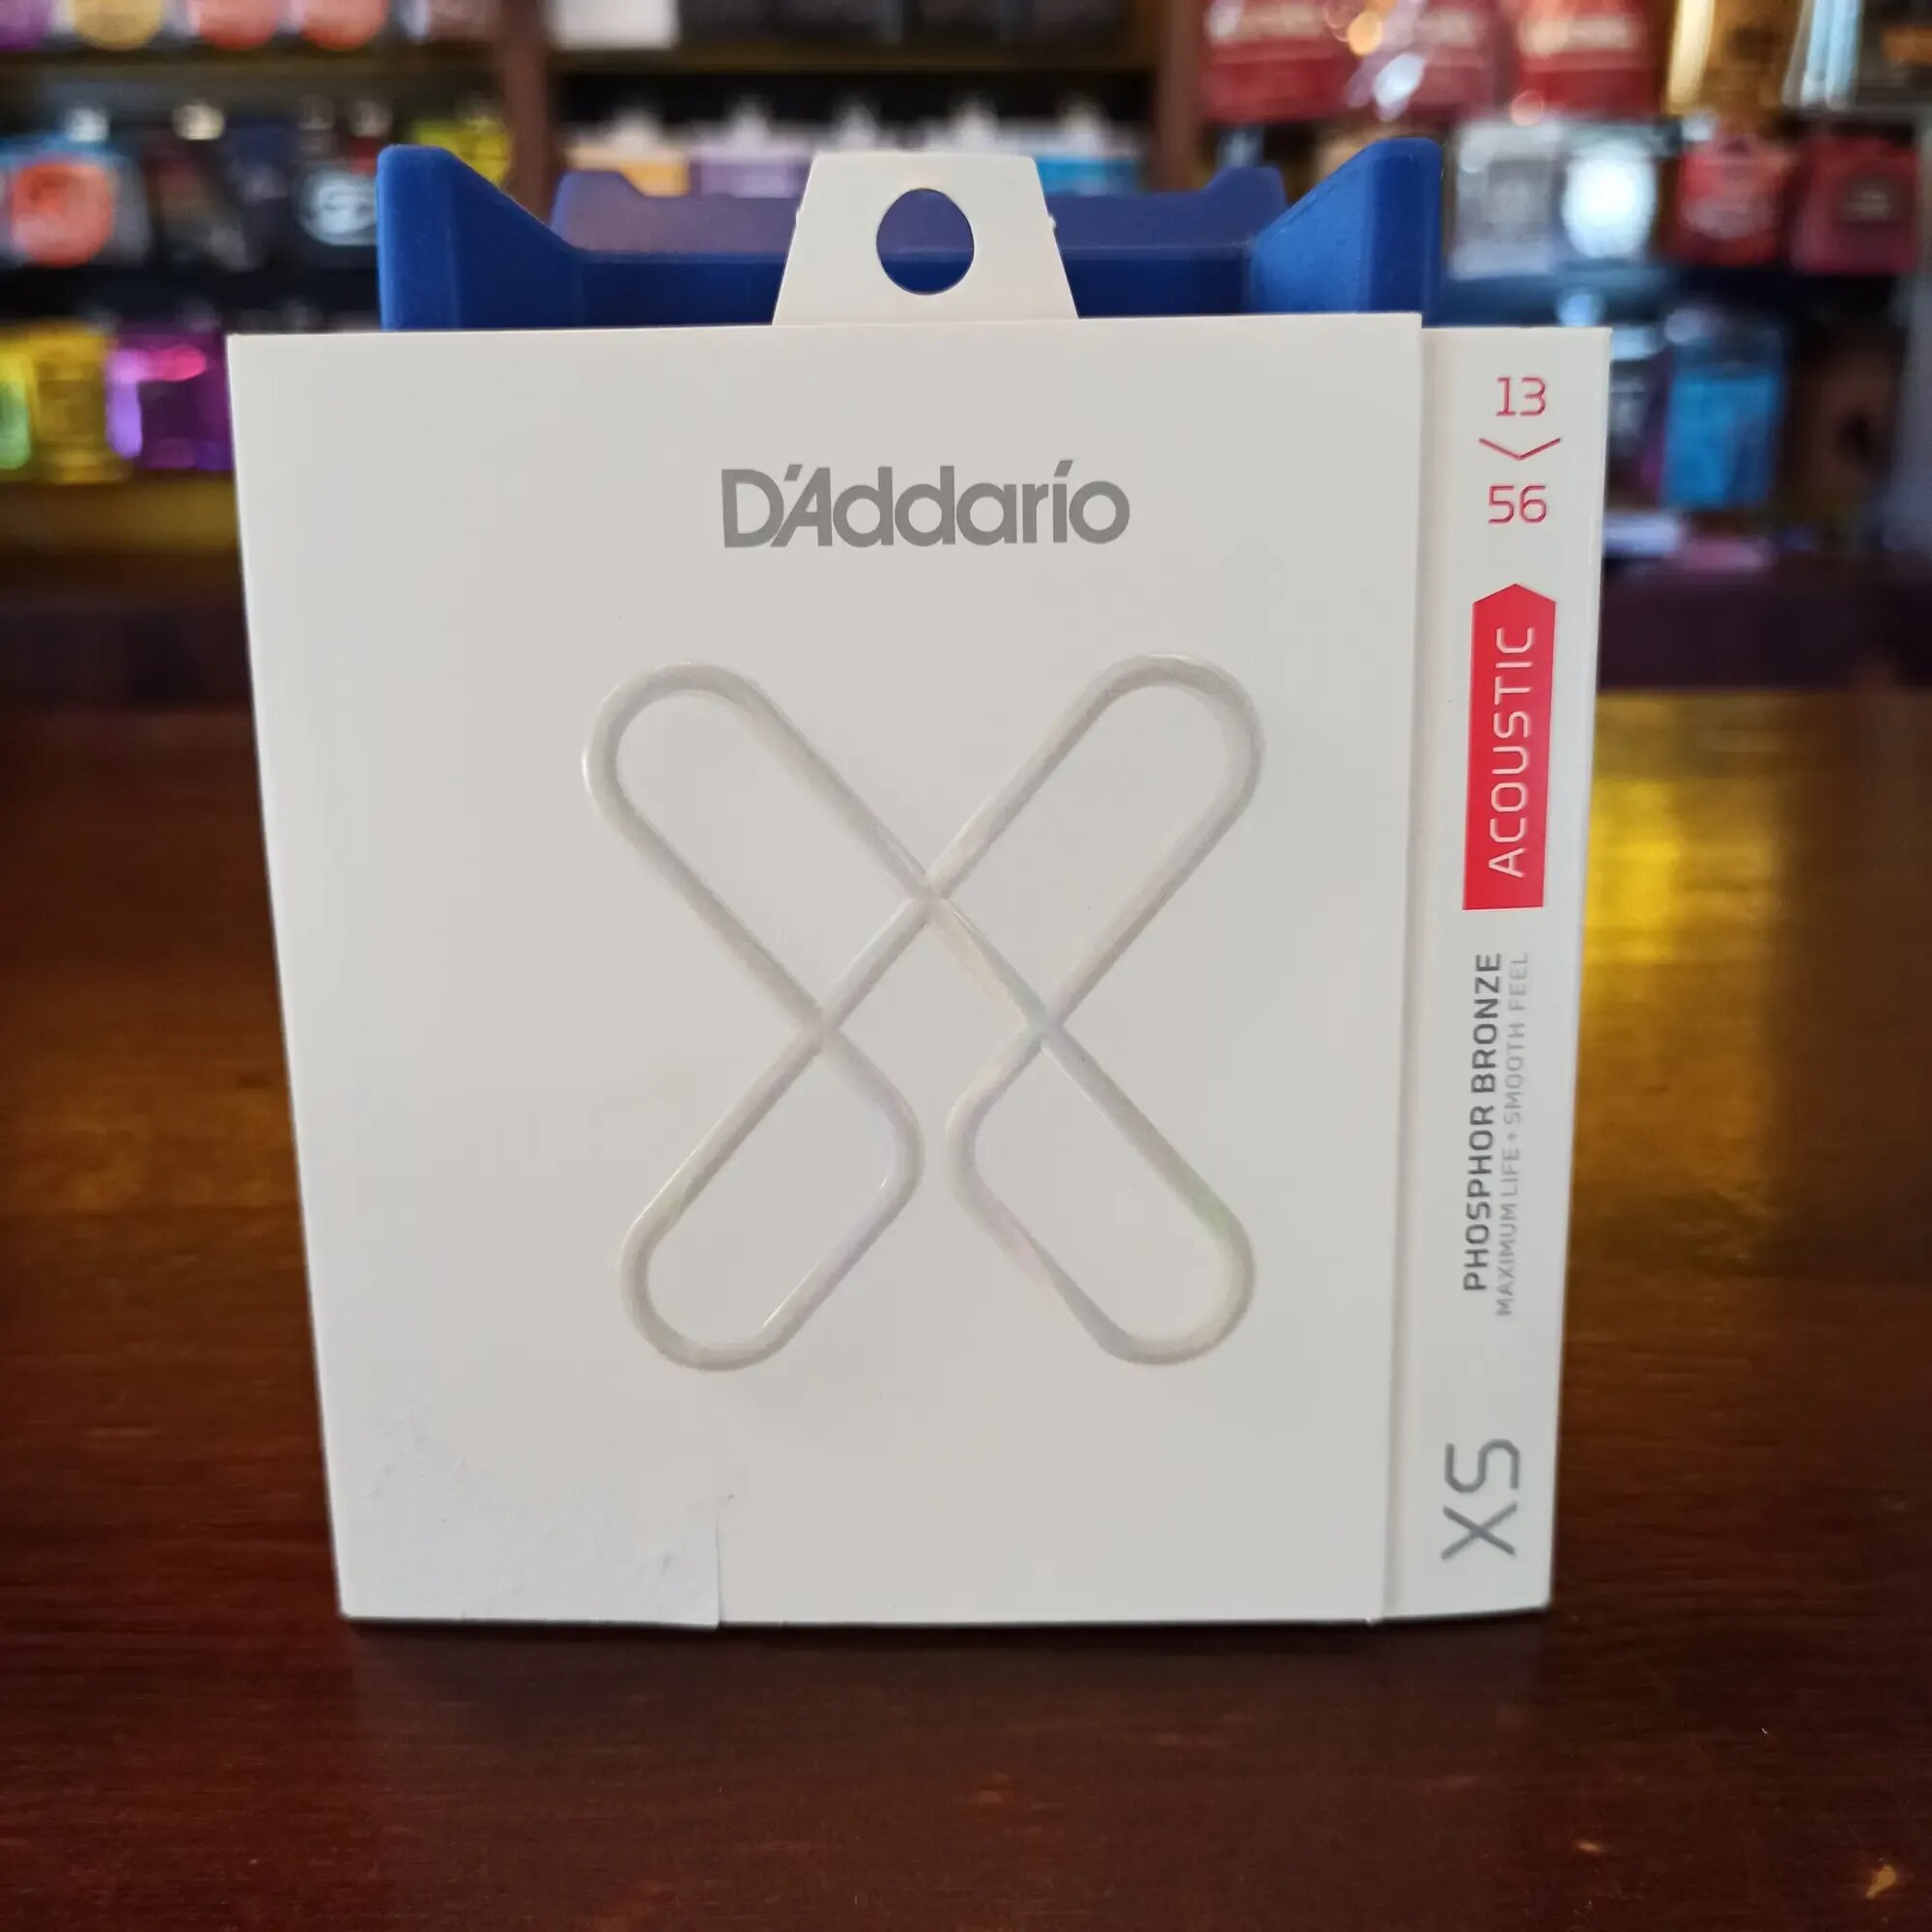 D'Addario
13
56
ACOUSTIC
PHOSPHOR BRONZE
MAXIMUM LIFE + SMOOTH FEEL
XS